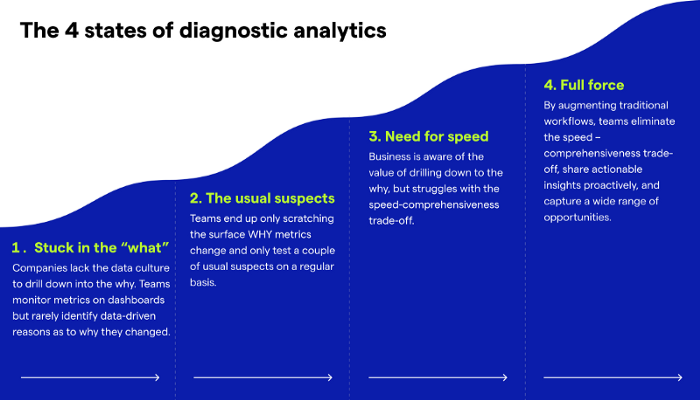 The 4 states of diagnostic analytics
1. Stuck in the “what”
Companies lack the data culture
to drill down into the why. Teams
monitor metrics on dashboards
but rarely identify data-driven
reasons as to why they changed.
2. The usual suspects
Teams end up only scratching
the surface WHY metrics
change and only test a couple
of usual suspects on a regular
basis.
3. Need for speed
Business is aware of the
value of drilling down to the
why, but struggles with the
speed-comprehensiveness
trade-off.
4. Full force
By augmenting traditional
workflows, teams eliminate
the speed –
comprehensiveness trade-
off, share actionable
insights proactively, and
capture a wide range of
opportunities.